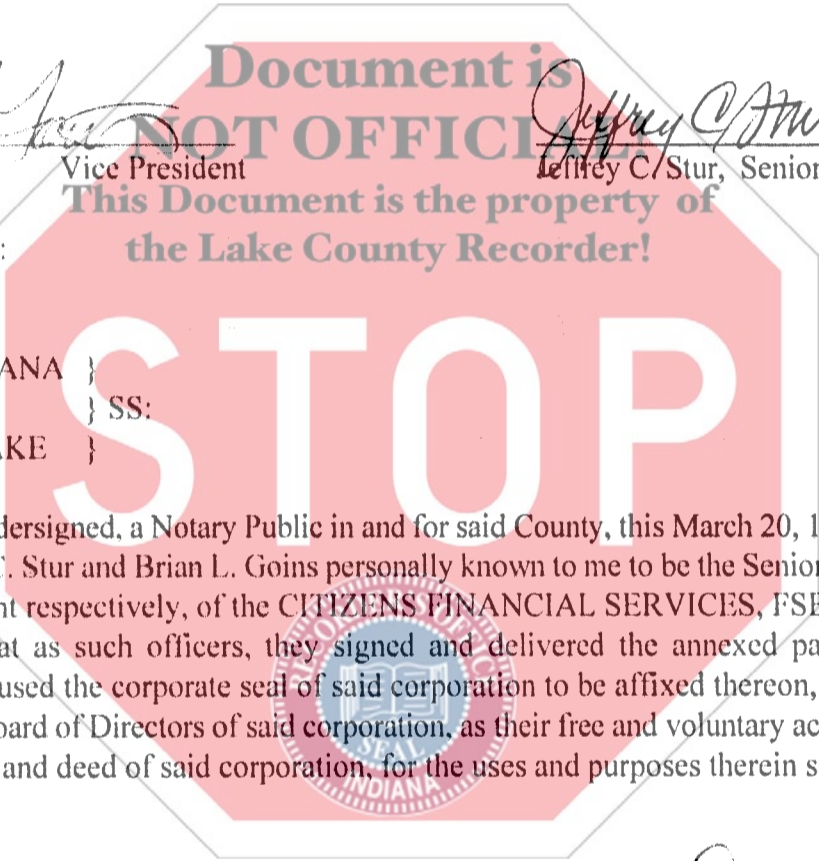 Document is
NOT OFFICIAL!
Jeffrey C Stur
Vice President Jeffrey C. Stur, Senior
This Document is the property of
the Lake County Recorder!
:
STOP
ANA }
} SS:
AKE }
dersigned, a Notary Public in and for said County, this March 20, 1
C. Stur and Brian L. Goins personally known to me to be the Senior
nt respectively, of the CITIZENS FINANCIAL SERVICES, FSB
at as such officers, they signed and delivered the annexed pa
used the corporate seal of said corporation to be affixed thereon,
oard of Directors of said corporation, as their free and voluntary ac
and deed of said corporation, for the uses and purposes therein s
RECORDER'S OFFICE
SEAL
INDIANA